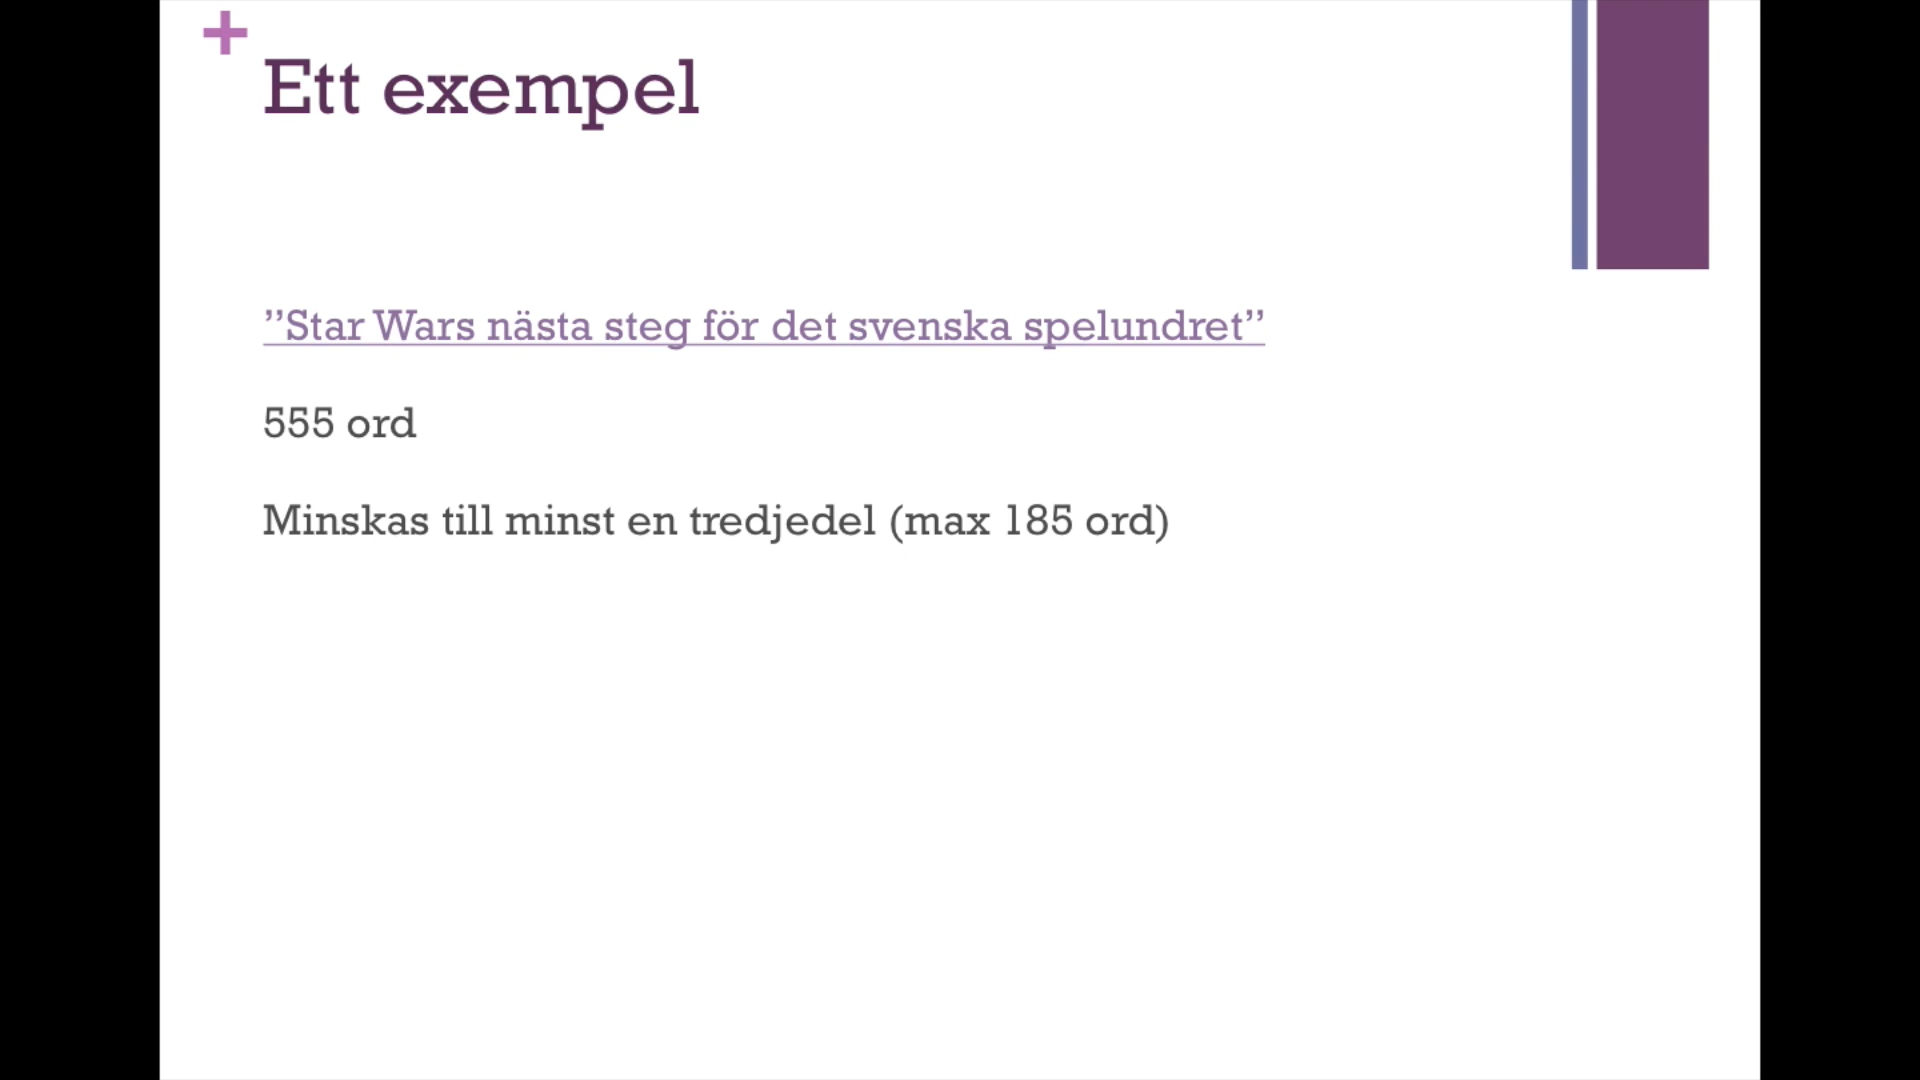 +
Ett exempel
”Star Wars nästa steg för det svenska spelundret”
555 ord
Minskas till minst en tredjedel (max 185 ord)